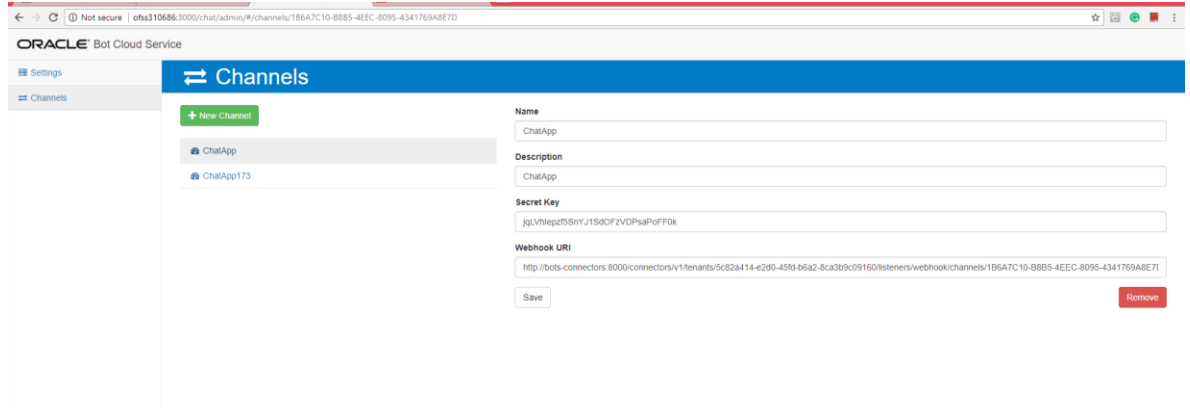 Not secure | ofss310686:3000/chat/admin/#/channels/1B6A7C10-B8B5-4EEC-8095-4341769A8E7D
ORACLE Bot Cloud Service
Settings
Channels
Channels
New Channel
ChatApp
ChatApp173
Name
ChatApp
Description
ChatApp
Secret Key
jqLVhlepzf5SnYJ1SdOFzVDPsaPoFF0k
Webhook URI
http://bots-connectors:8000/connectors/v1/tenants/5c82a414-e2d0-45fd-b6a2-8ca3b9c09160/listeners/webhook/channels/1B6A7C10-B8B5-4EEC-8095-4341769A8E7
Save
Remove